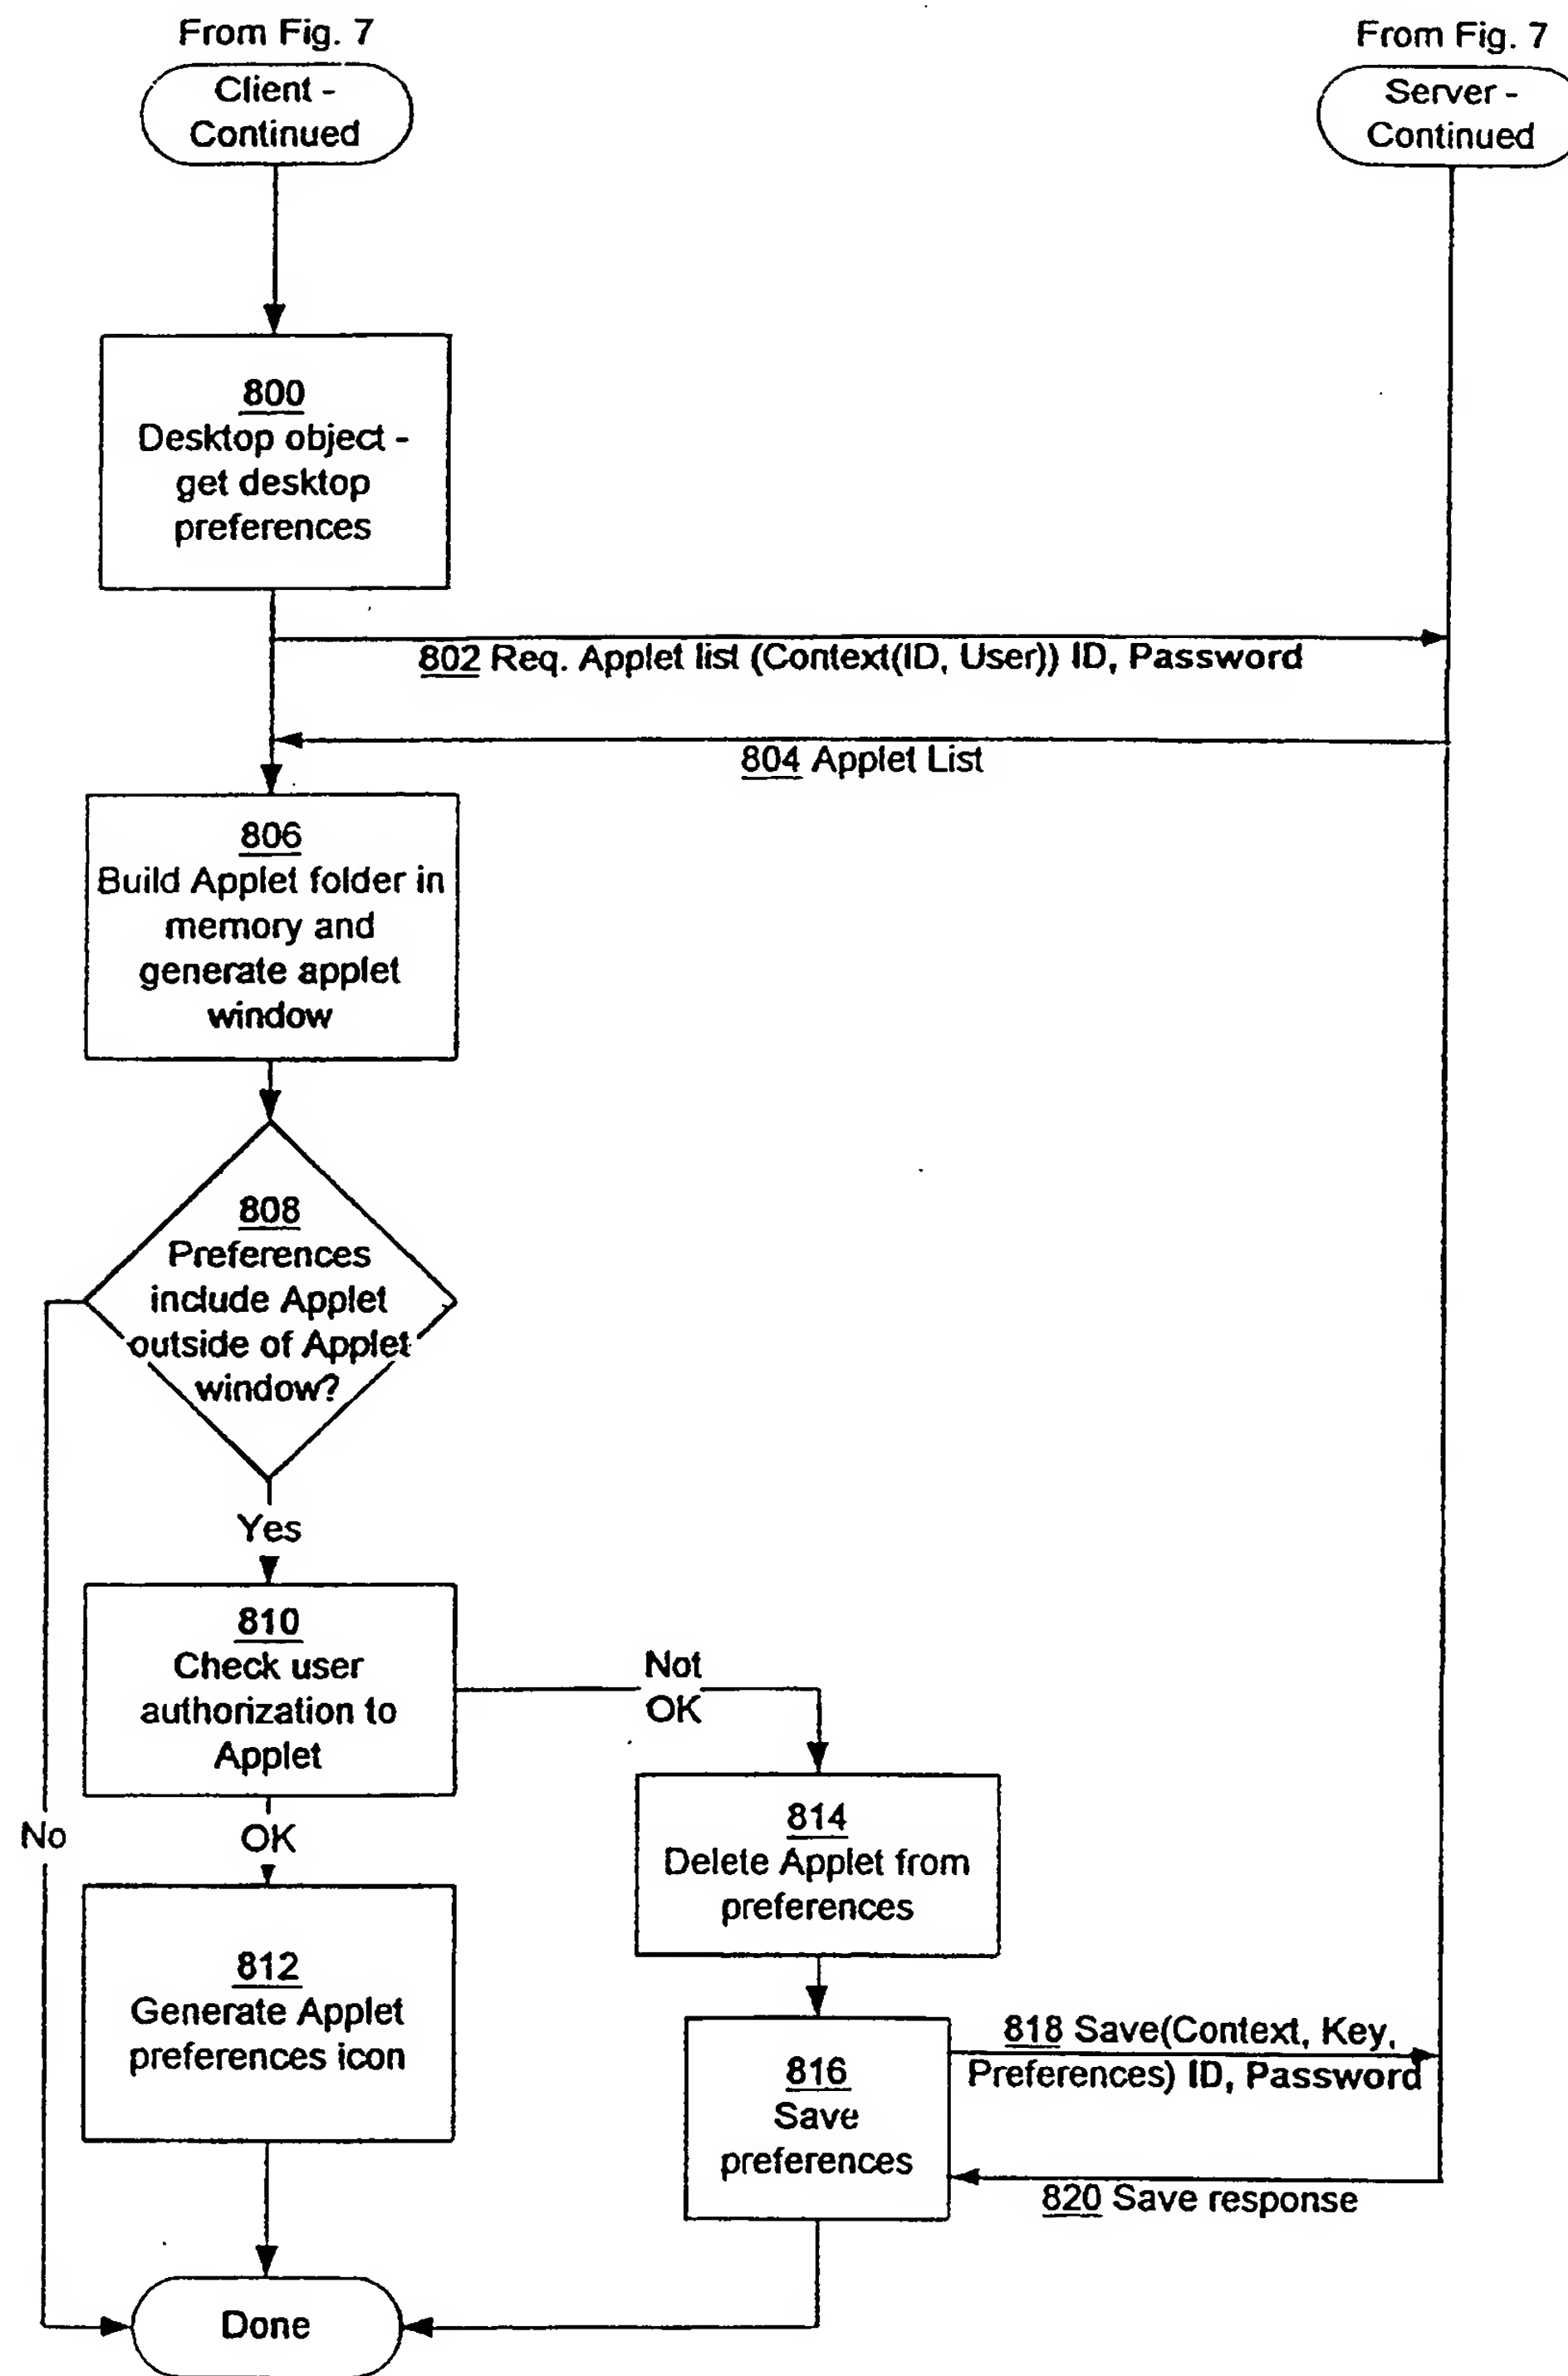 From Fig. 7
Client -
Continued
From Fig. 7
Server -
Continued
800
Desktop object -
get desktop
preferences
802 Req. Applet list (Context(ID, User)) ID, Password
804 Applet List
806
Build Applet folder in
memory and
generate applet
window
808
Preferences
include Applet
outside of Applet
window?
Yes
810
Check user
authorization to
Applet
Not
OK
No
OK
814
Delete Applet from
preferences
812
Generate Applet
preferences icon
816
Save
preferences
818 Save(Context, Key,
Preferences) ID, Password
820 Save response
Done